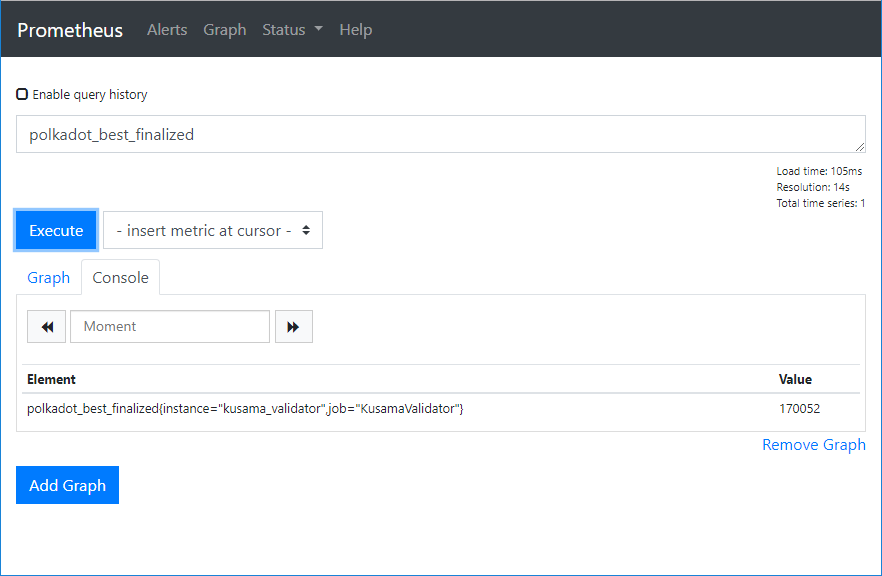 Prometheus Alerts Graph Status Help
Enable query history
polkadot_best_finalized
Load time: 105ms
Resolution: 14s
Total time series: 1
Execute - insert metric at cursor -
Graph Console
Moment
Element Value
polkadot_best_finalized{instance="kusama_validator",job="KusamaValidator"} 170052
Remove Graph
Add Graph